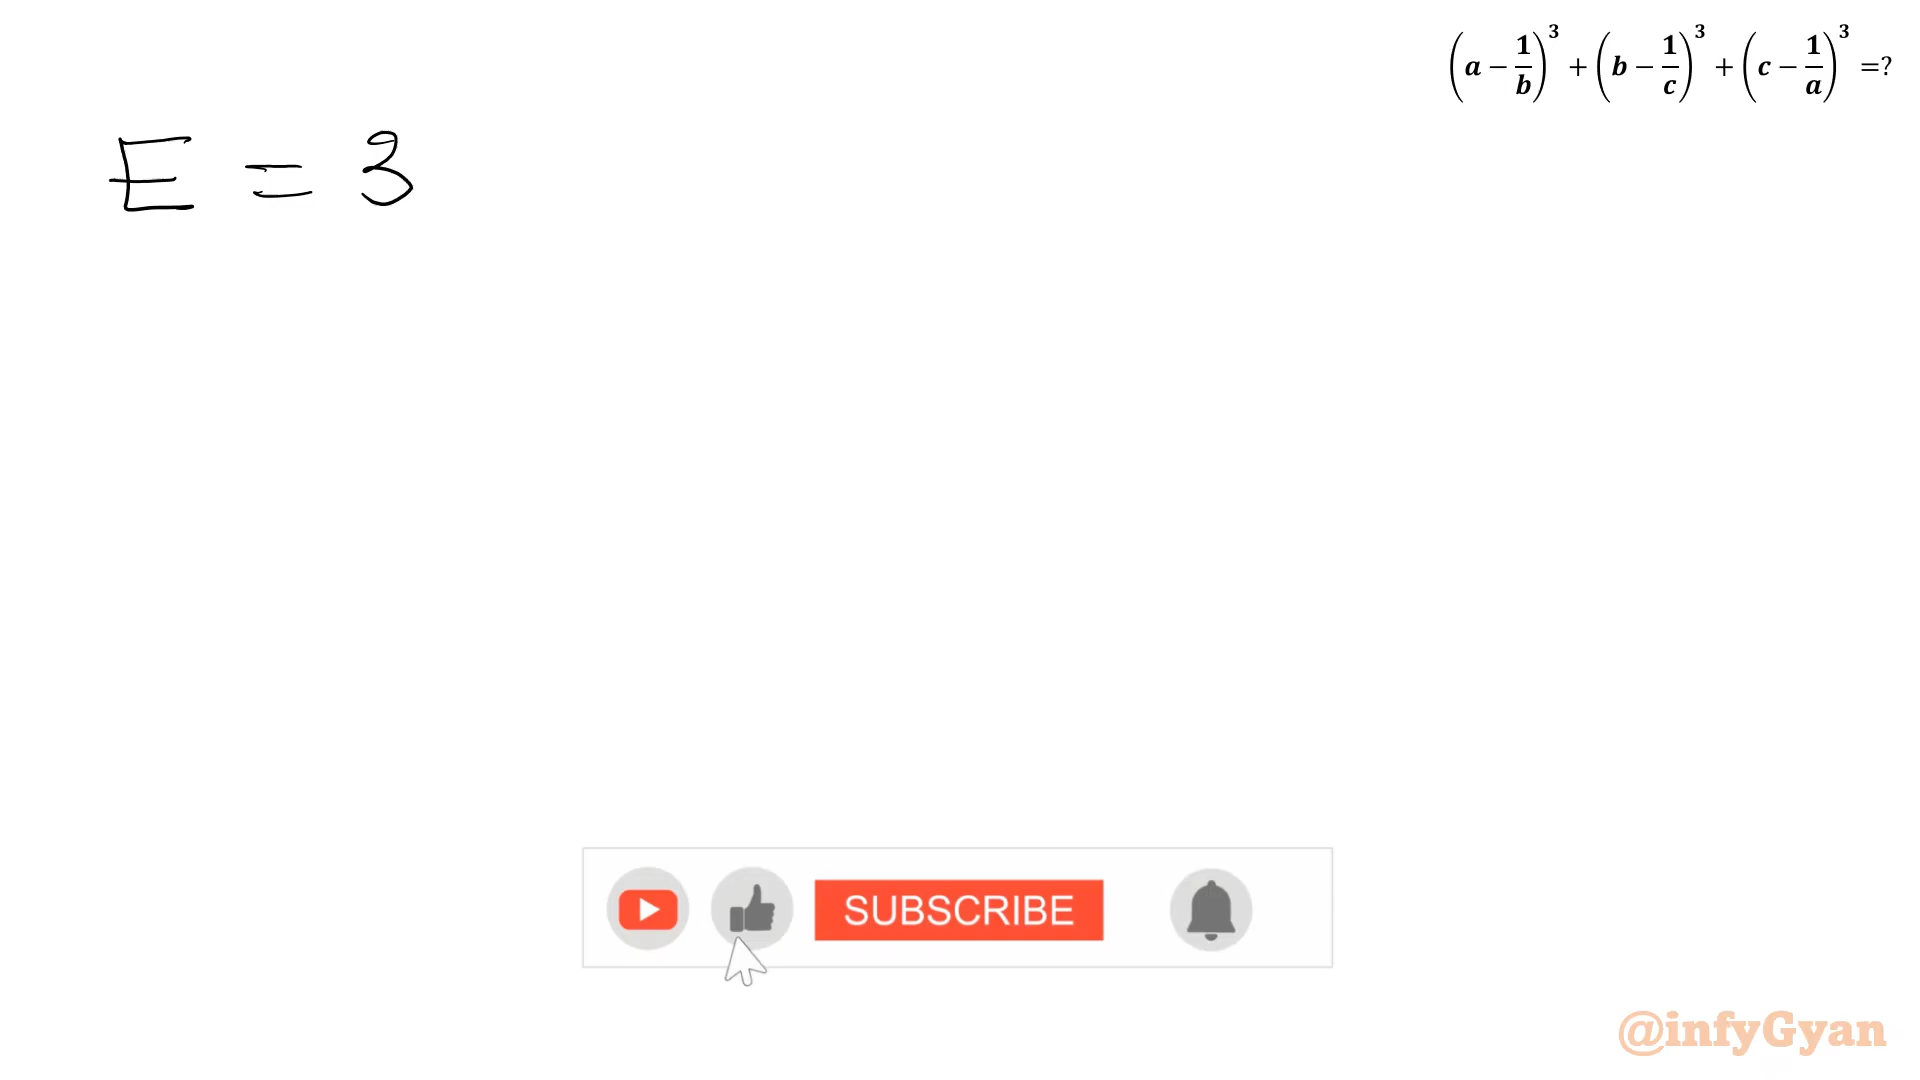 (a − 1/b)³ + (b − 1/c)³ + (c − 1/a)³ =?
E = 3
SUBSCRIBE
@infyGyan